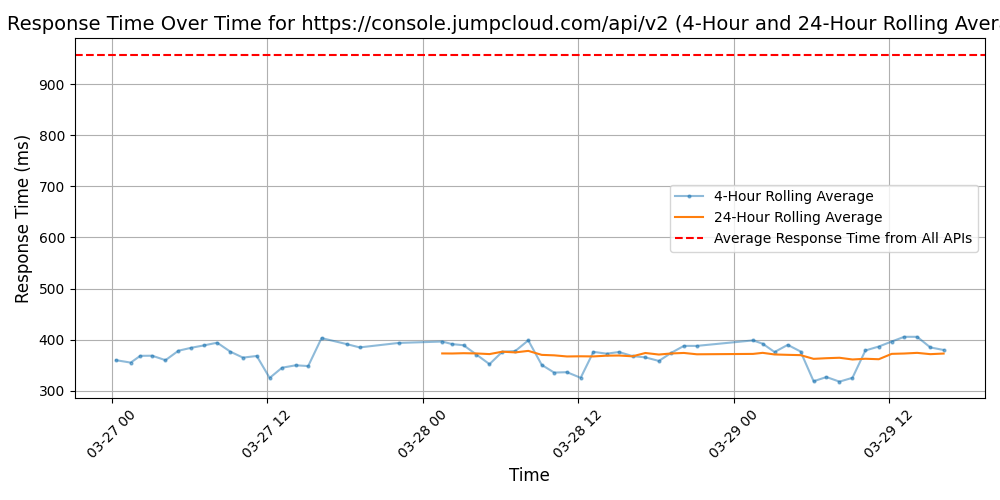 Response Time Over Time for https://console.jumpcloud.com/api/v2 (4-Hour and 24-Hour Rolling Aver
Response Time (ms)
900
800
700
600
500
400
300
4-Hour Rolling Average
24-Hour Rolling Average
Average Response Time from All APIs
03-27 00
03-27 12
03-28 00
03-28 12
03-29 00
03-29 12
Time